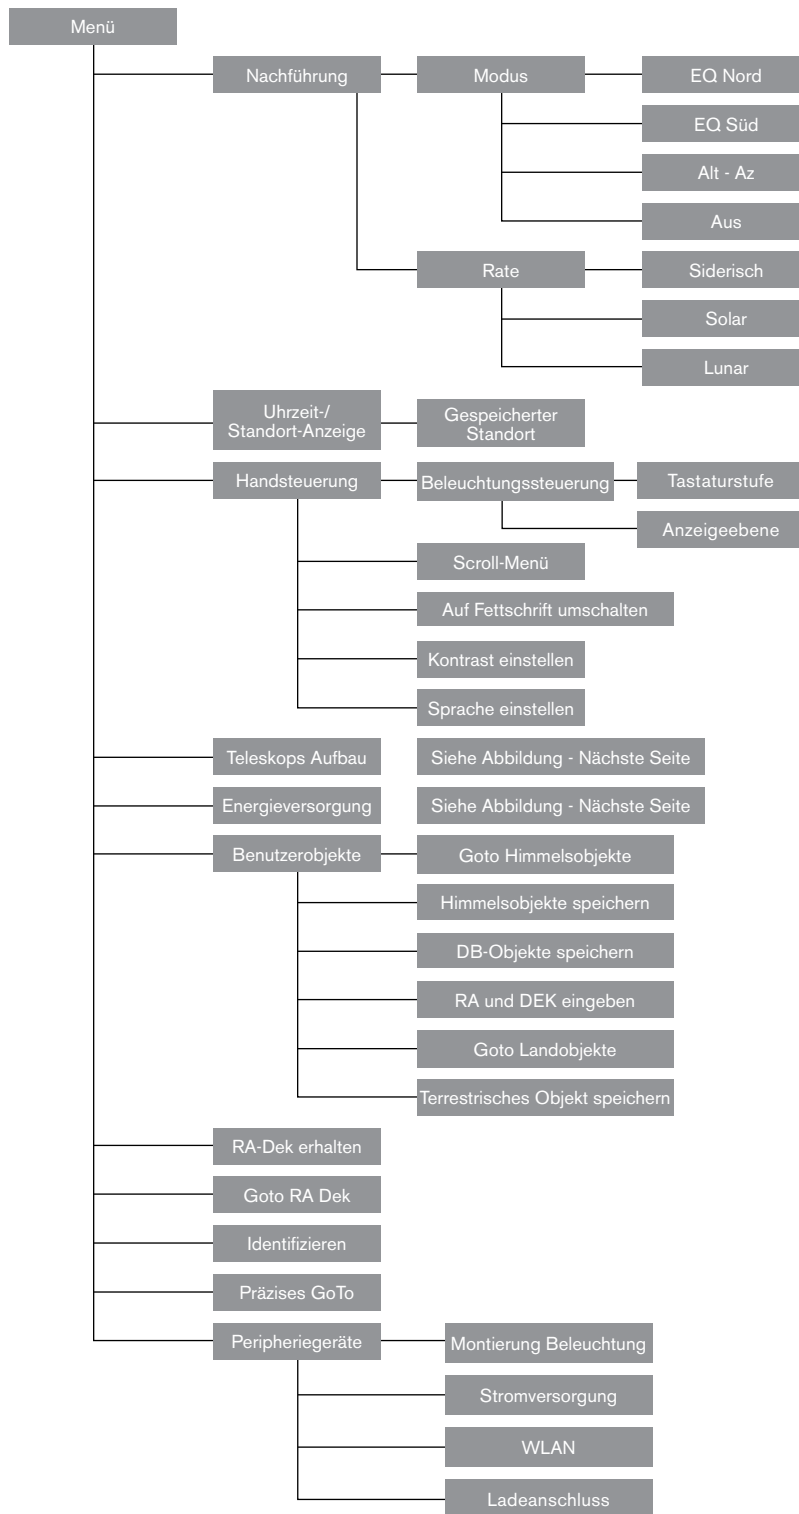 Menü
Nachführung
Modus
EQ Nord
EQ Süd
Alt - Az
Aus
Rate
Siderisch
Solar
Lunar
Uhrzeit-/
Standort-Anzeige
Gespeicherter
Standort
Handsteuerung
Beleuchtungssteuerung
Tastaturstufe
Anzeigeebene
Scroll-Menü
Auf Fettschrift umschalten
Kontrast einstellen
Sprache einstellen
Teleskops Aufbau
Siehe Abbildung - Nächste Seite
Energieversorgung
Siehe Abbildung - Nächste Seite
Benutzerobjekte
Goto Himmelsobjekte
Himmelsobjekte speichern
DB-Objekte speichern
RA und DEK eingeben
Goto Landobjekte
Terrestrisches Objekt speichern
RA-Dek erhalten
Goto RA Dek
Identifizieren
Präzises GoTo
Peripheriegeräte
Montierung Beleuchtung
Stromversorgung
WLAN
Ladeanschluss